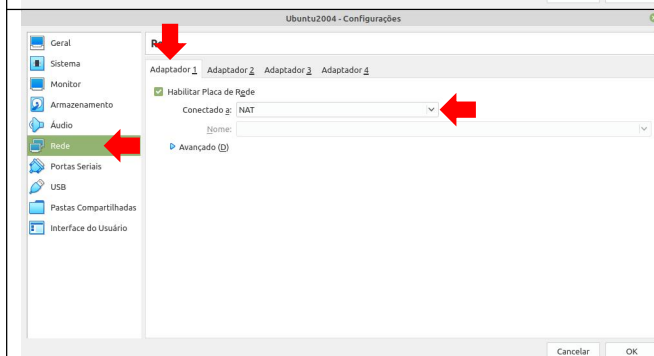 Ubuntu2004 - Configurações
Geral
Sistema
Monitor
Armazenamento
Áudio
Rede
Portas Seriais
USB
Pastas Compartilhadas
Interface do Usuário
Adaptador 1 Adaptador 2 Adaptador 3 Adaptador 4
Habilitar Placa de Rede
Conectado a: NAT
Nome:
Avançado (D)
Cancelar OK